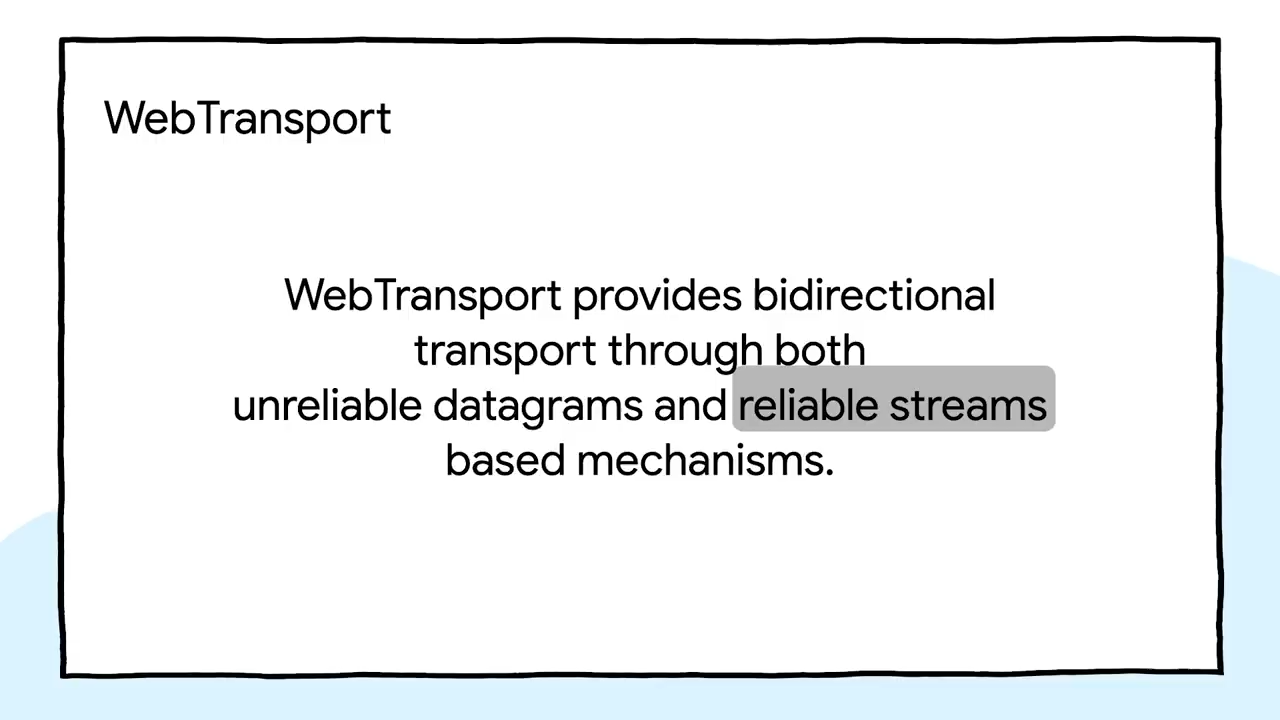 WebTransport
WebTransport provides bidirectional
transport through both
unreliable datagrams and reliable streams
based mechanisms.